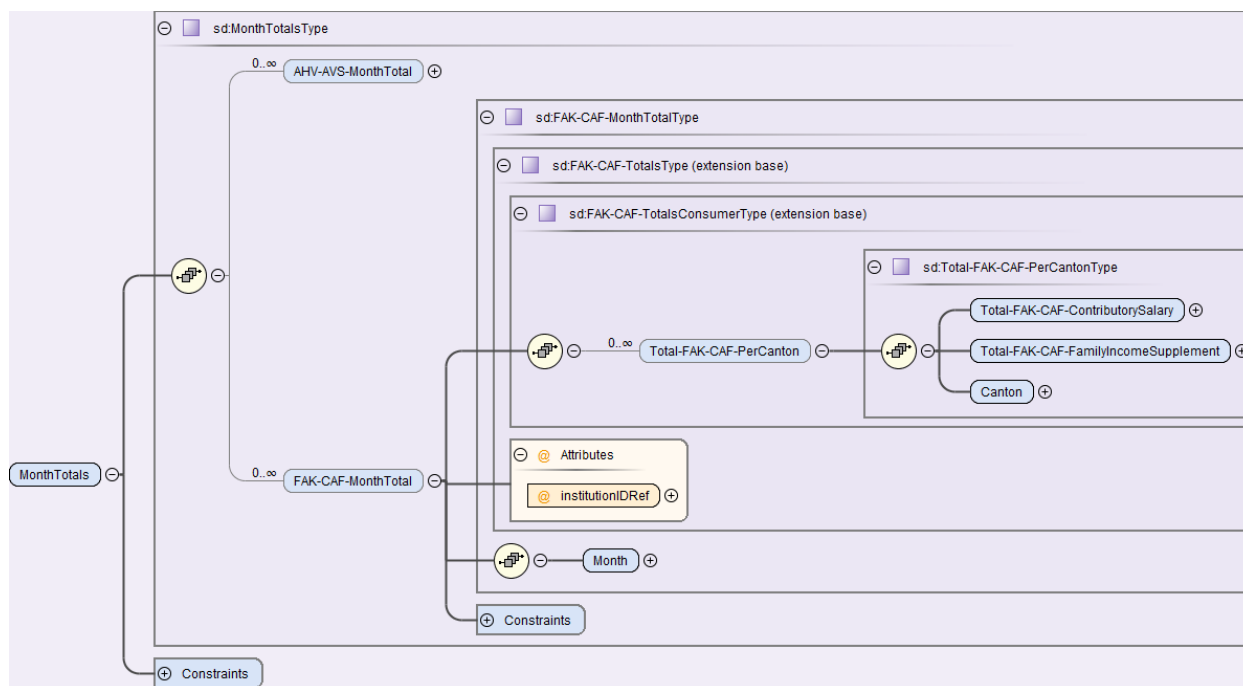 sd:MonthTotalsType
0..∞
AHV-AVS-MonthTotal
sd:FAK-CAF-MonthTotalType
sd:FAK-CAF-TotalsType (extension base)
sd:FAK-CAF-TotalsConsumerType (extension base)
sd:Total-FAK-CAF-PerCantonType
Total-FAK-CAF-ContributorySalary
0..∞
Total-FAK-CAF-PerCanton
Total-FAK-CAF-FamilyIncomeSupplement
Canton
@ Attributes
MonthTotals
0..∞
FAK-CAF-MonthTotal
@ institutionIDRef
Month
Constraints
Constraints